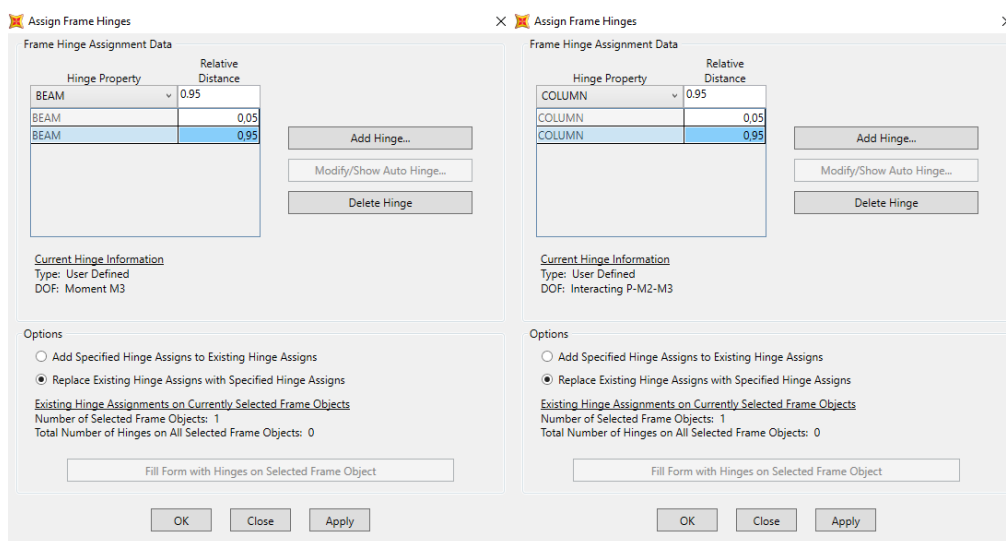 Assign Frame Hinges
Frame Hinge Assignment Data
Hinge Property
Relative
Distance
BEAM
0.95
BEAM
0,05
BEAM
0,95
Add Hinge...
Modify/Show Auto Hinge...
Delete Hinge
Current Hinge Information
Type: User Defined
DOF: Moment M3
Options
Add Specified Hinge Assigns to Existing Hinge Assigns
Replace Existing Hinge Assigns with Specified Hinge Assigns
Existing Hinge Assignments on Currently Selected Frame Objects
Number of Selected Frame Objects: 1
Total Number of Hinges on All Selected Frame Objects: 0
Fill Form with Hinges on Selected Frame Object
OK
Close
Apply
Assign Frame Hinges
Frame Hinge Assignment Data
Hinge Property
Relative
Distance
COLUMN
0.95
COLUMN
0,05
COLUMN
0,95
Add Hinge...
Modify/Show Auto Hinge...
Delete Hinge
Current Hinge Information
Type: User Defined
DOF: Interacting P-M2-M3
Options
Add Specified Hinge Assigns to Existing Hinge Assigns
Replace Existing Hinge Assigns with Specified Hinge Assigns
Existing Hinge Assignments on Currently Selected Frame Objects
Number of Selected Frame Objects: 1
Total Number of Hinges on All Selected Frame Objects: 0
Fill Form with Hinges on Selected Frame Object
OK
Close
Apply